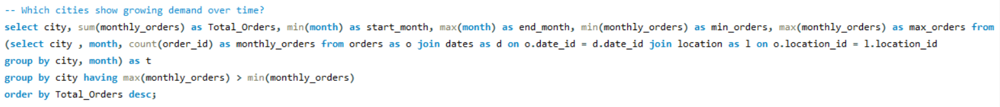 -- Which cities show growing demand over time?
select city, sum(monthly_orders) as Total_Orders, min(month) as start_month, max(month) as end_month, min(monthly_orders) as min_orders, max(monthly_orders) as max_orders from
(select city , month, count(order_id) as monthly_orders from orders as o join dates as d on o.date_id = d.date_id join location as l on o.location_id = l.location_id
group by city, month) as t
group by city having max(monthly_orders) > min(monthly_orders)
order by Total_Orders desc;